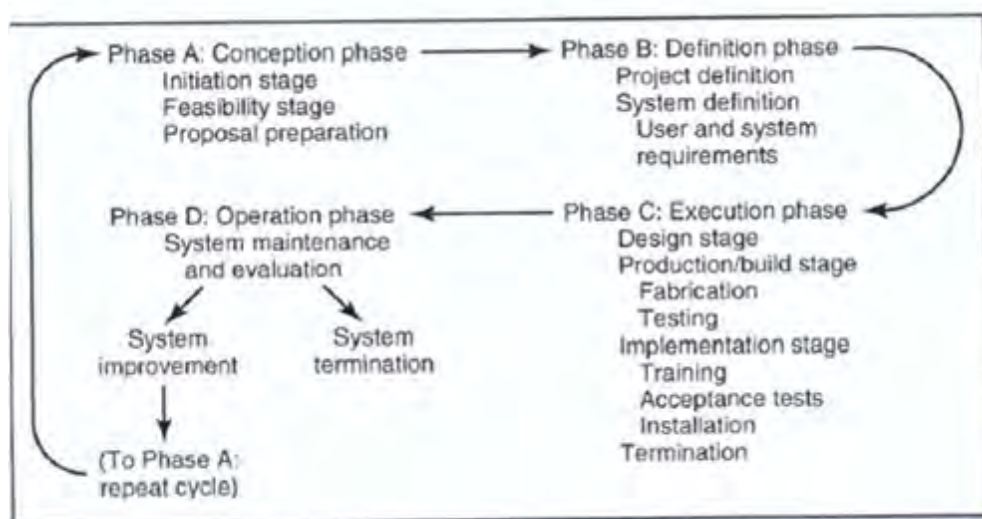 Phase A: Conception phase
Initiation stage
Feasibility stage
Proposal preparation
Phase B: Definition phase
Project definition
System definition
User and system
requirements
Phase C: Execution phase
Design stage
Production/build stage
Fabrication
Testing
Implementation stage
Training
Acceptance tests
Installation
Termination
Phase D: Operation phase
System maintenance
and evaluation
System
improvement
System
termination
(To Phase A:
repeat cycle)